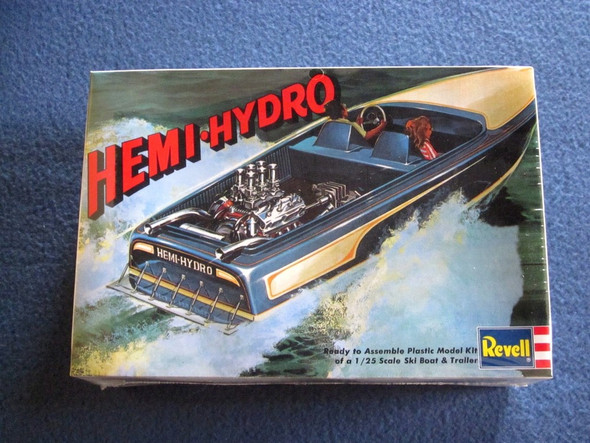 HEMI·HYDRO
HEMI-HYDRO
Ready to Assemble Plastic Model Kit
of a 1/25 Scale Ski Boat & Trailer
Revell®